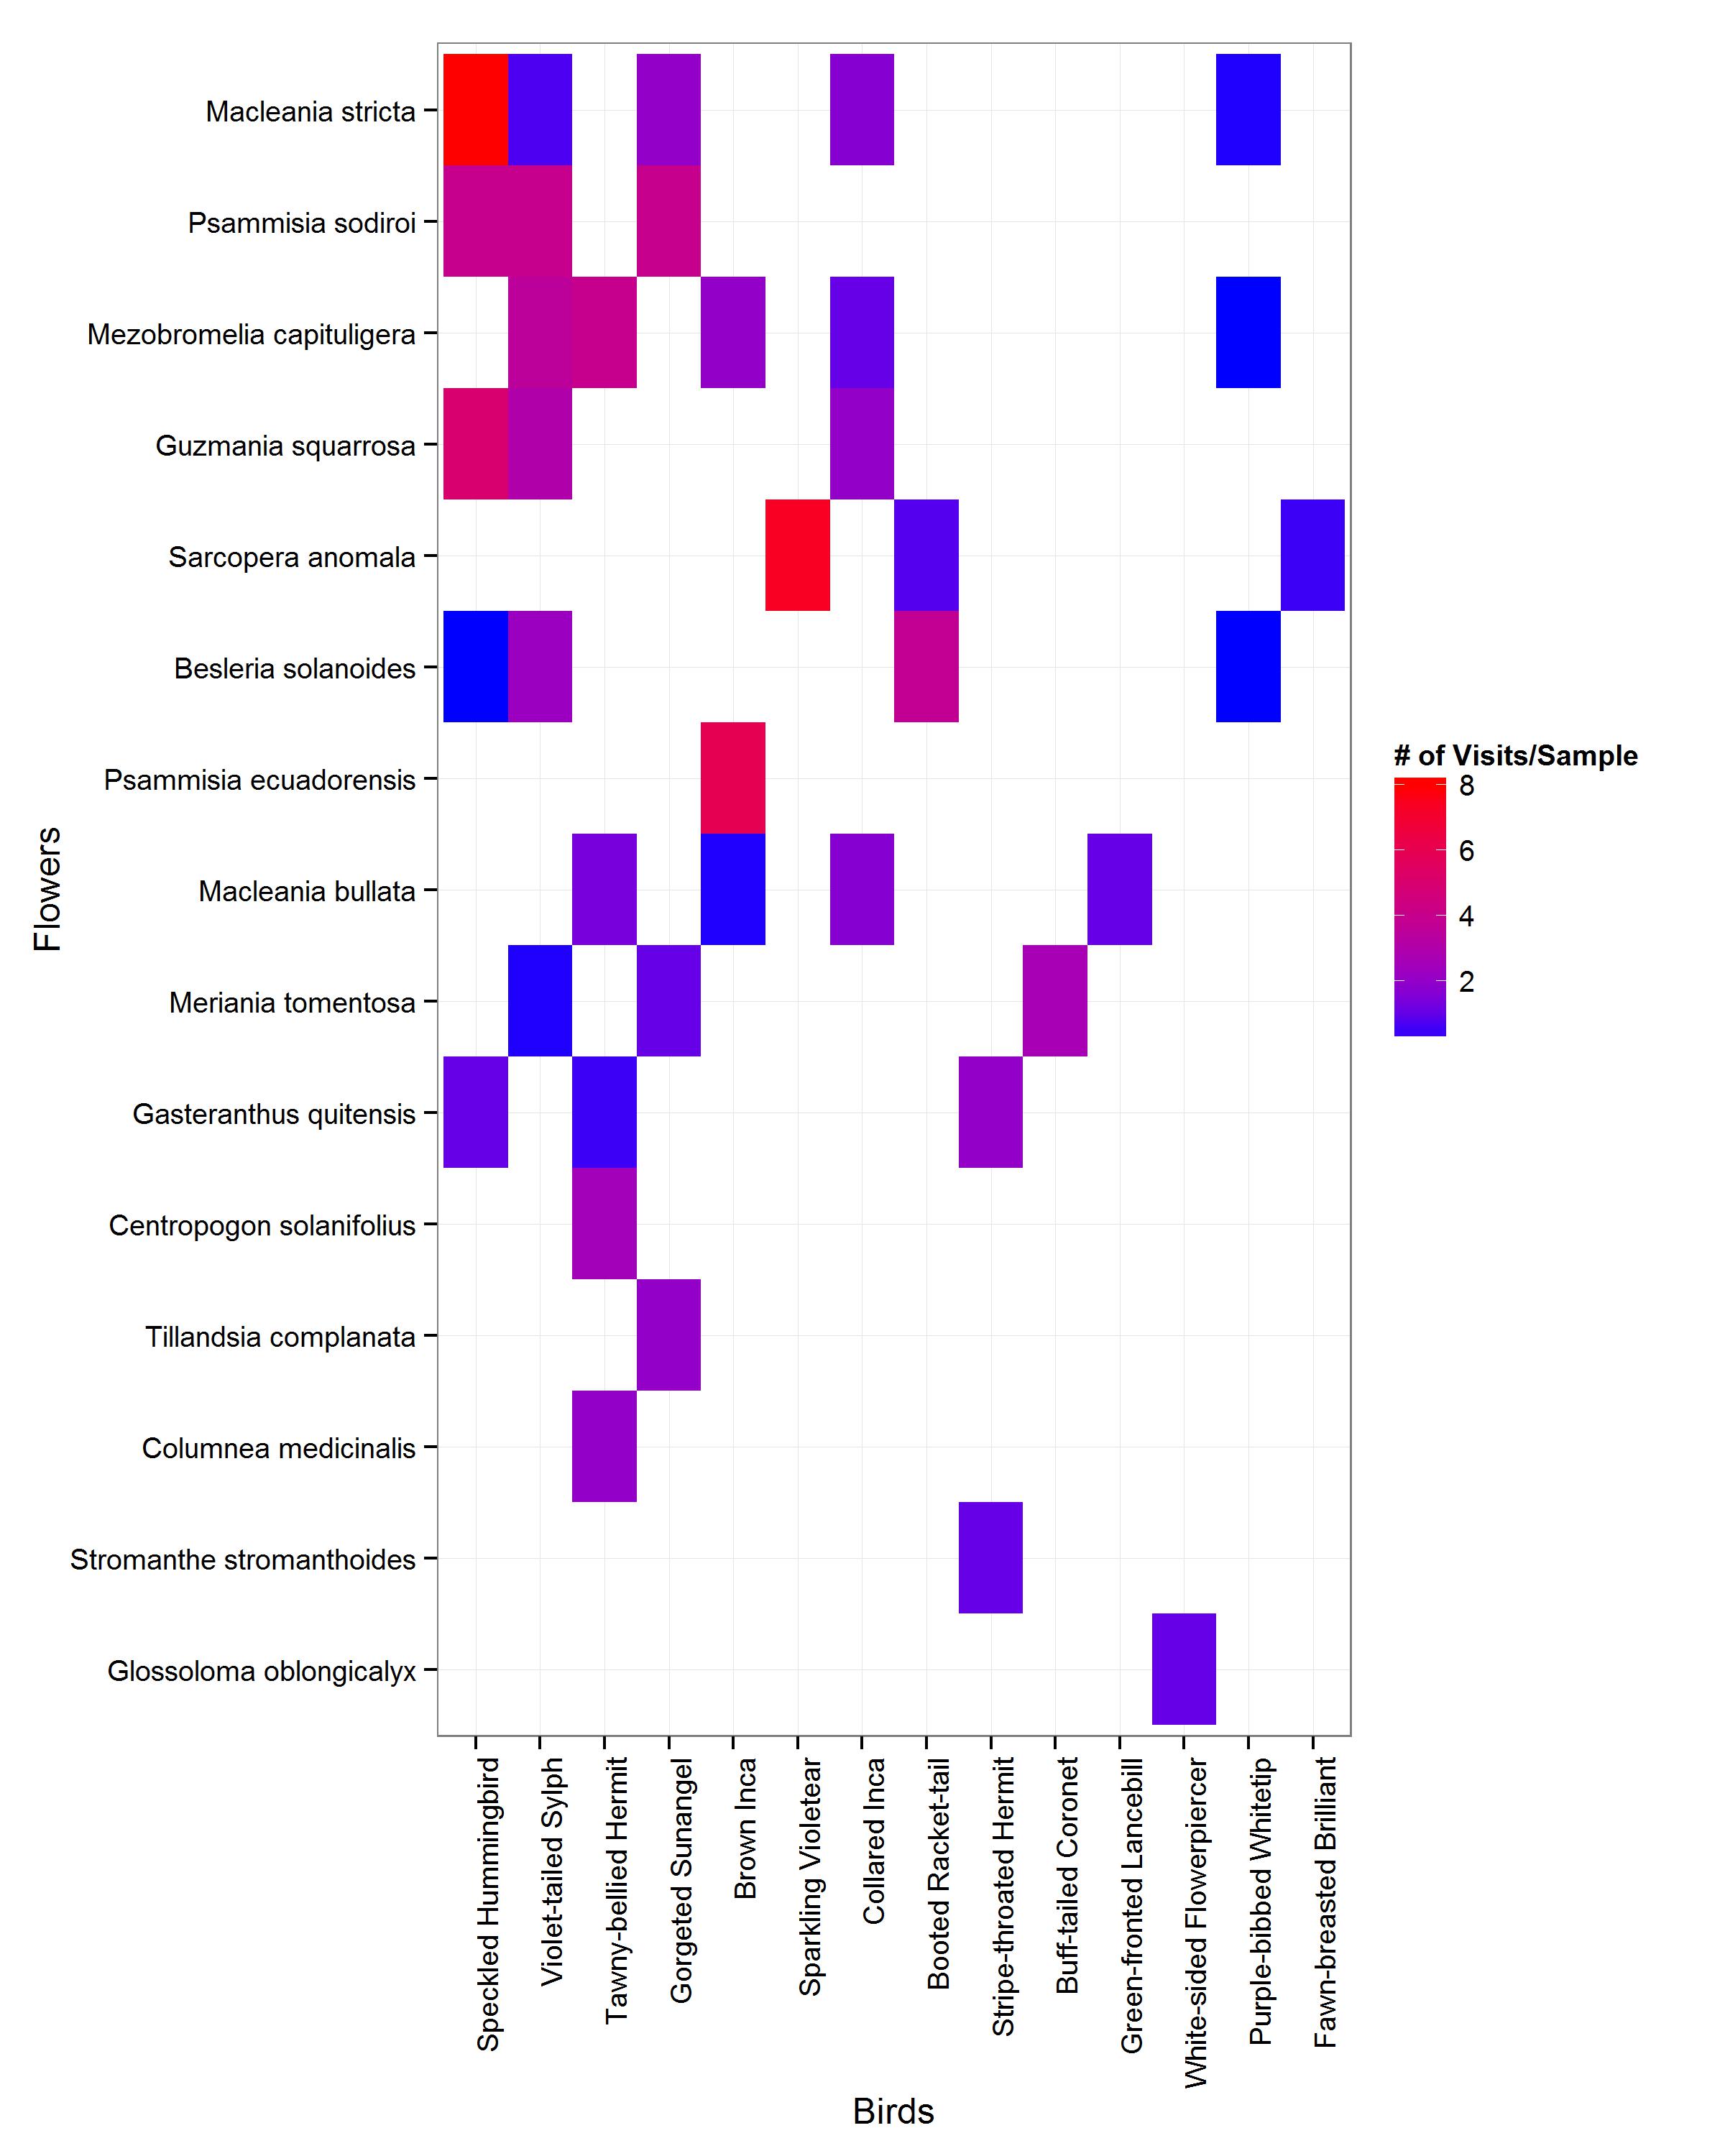 Macleania stricta
Psammisia sodiroi
Mezobromelia capituligera
Guzmania squarrosa
Sarcopera anomala
Besleria solanoides
Psammisia ecuadorensis
Macleania bullata
Meriania tomentosa
Gasteranthus quitensis
Centropogon solanifolius
Tillandsia complanata
Columnea medicinalis
Stromanthe stromanthoides
Glossoloma oblongicalyx
Flowers
Speckled Hummingbird
Violet-tailed Sylph
Tawny-bellied Hermit
Gorgeted Sunangel
Brown Inca
Sparkling Violetear
Collared Inca
Booted Racket-tail
Stripe-throated Hermit
Buff-tailed Coronet
Green-fronted Lancebill
White-sided Flowerpiercer
Purple-bibbed Whitetip
Fawn-breasted Brilliant
Birds
# of Visits/Sample
8
6
4
2